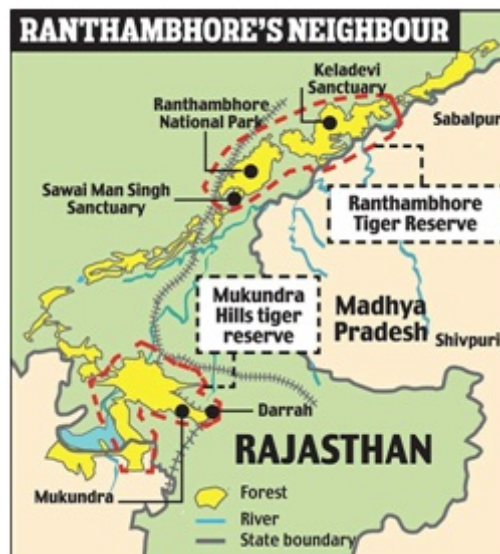 RANTHAMBHORE'S NEIGHBOUR
Keladevi
Sanctuary
Ranthambhore
National Park
Sabalpur
Sawai Man Singh
Sanctuary
Ranthambhore
Tiger Reserve
Mukundra
Hills tiger
reserve
Madhya
Pradesh
Shivpuri
Darrah
RAJASTHAN
Mukundra
Forest
River
State boundary